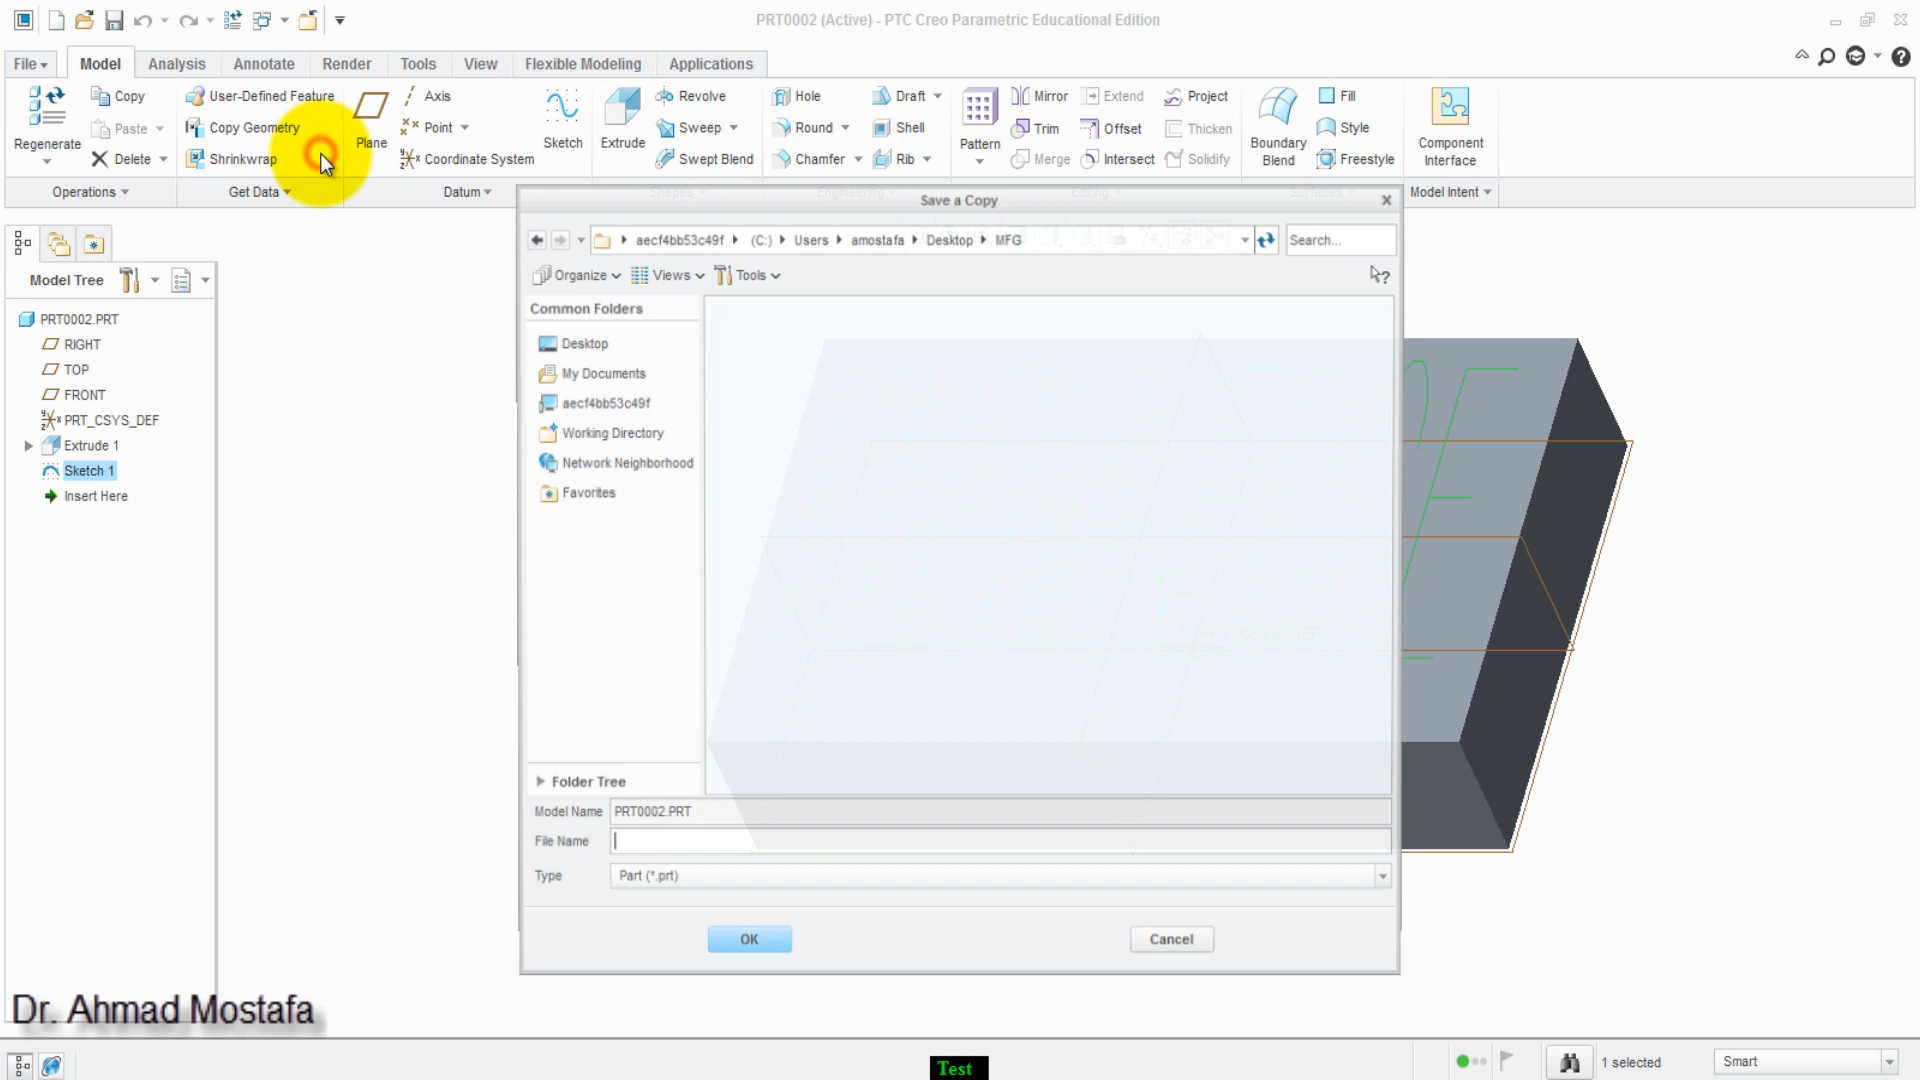 PRT0002 (Active) - PTC Creo Parametric Educational Edition
File Model Analysis Annotate Render Tools View Flexible Modeling Applications
Regenerate
Copy
Paste
Delete
User-Defined Feature
Copy Geometry
Shrinkwrap
Plane
Axis
Point
Coordinate System
Sketch
Extrude
Revolve
Sweep
Swept Blend
Hole
Round
Chamfer
Draft
Shell
Rib
Pattern
Mirror
Trim
Merge
Extend
Offset
Intersect
Project
Thicken
Solidify
Boundary
Blend
Fill
Style
Freestyle
Component
Interface
Operations Get Data Datum Shapes Engineering Editing Surfaces Model Intent
Save a Copy
aecf4bb53c49f (C:) Users amostafa Desktop MFG
Search...
Organize Views Tools
Common Folders
Desktop
My Documents
aecf4bb53c49f
Working Directory
Network Neighborhood
Favorites
Folder Tree
Model Name PRT0002.PRT
File Name
Type Part (*.prt)
OK Cancel
Model Tree
PRT0002.PRT
RIGHT
TOP
FRONT
PRT_CSYS_DEF
Extrude 1
Sketch 1
Insert Here
PRT_CSYS_DEF
Dr. Ahmad Mostafa
Test
1 selected
Smart